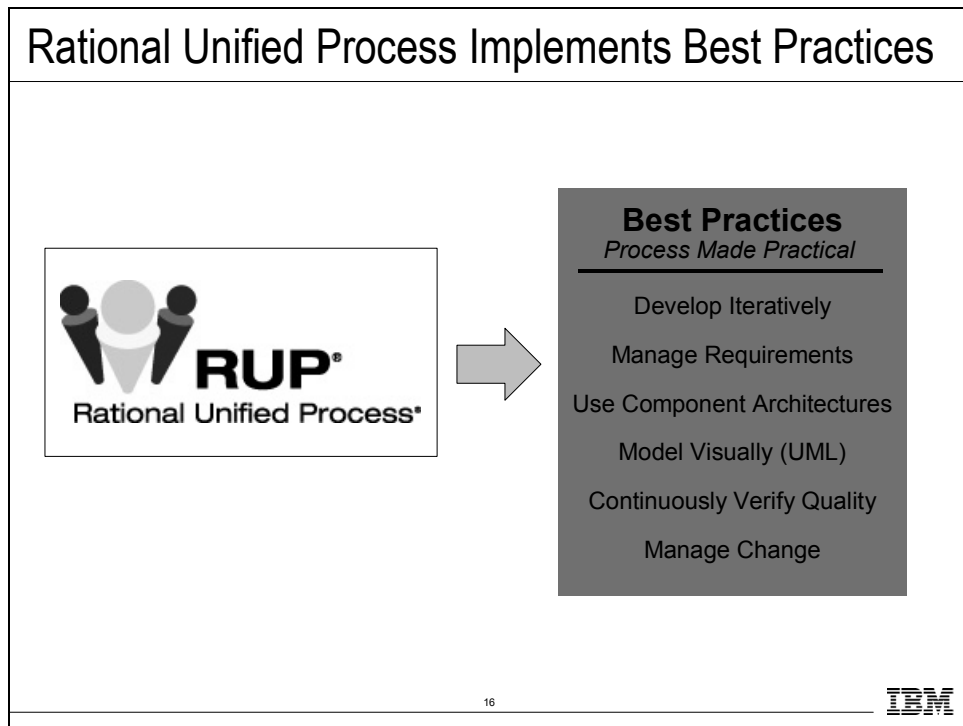 Rational Unified Process Implements Best Practices
RUP®
Rational Unified Process®
Best Practices
Process Made Practical
Develop Iteratively
Manage Requirements
Use Component Architectures
Model Visually (UML)
Continuously Verify Quality
Manage Change
16
IBM